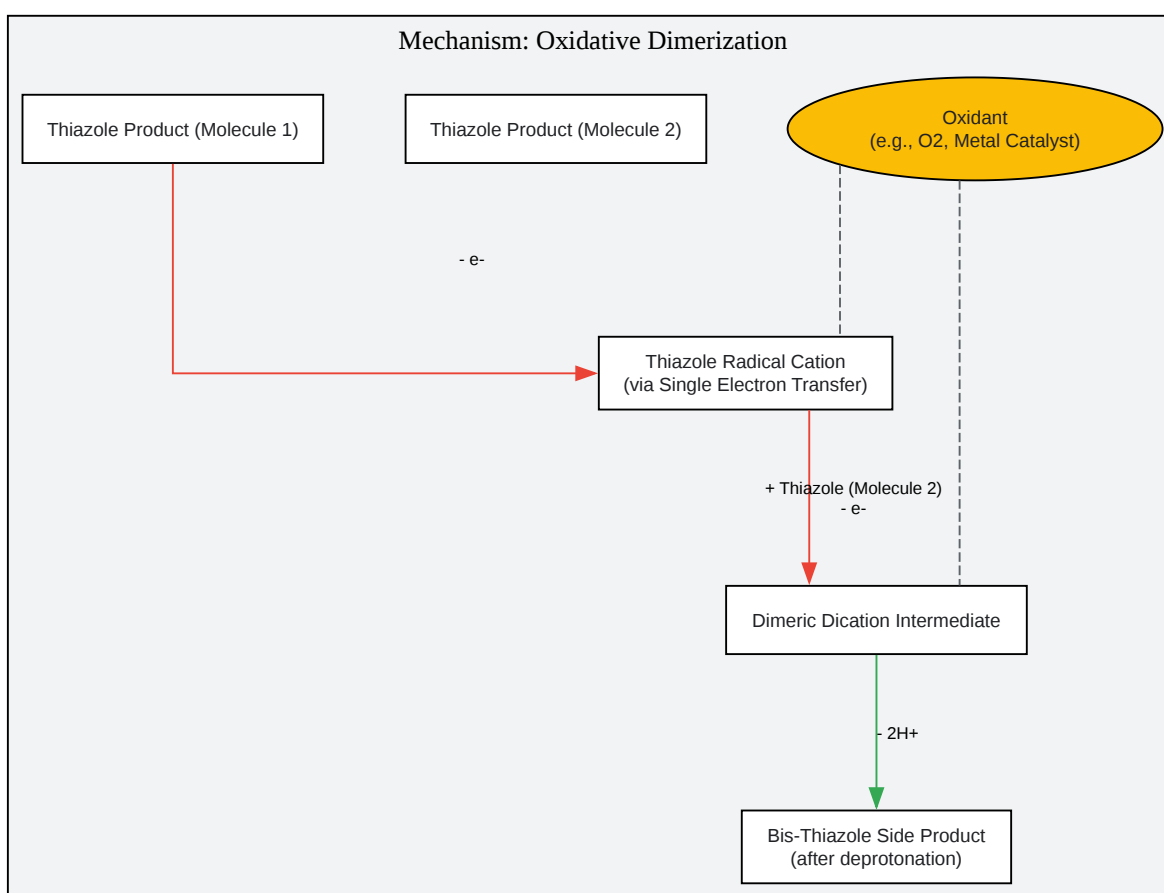 Mechanism: Oxidative Dimerization
Thiazole Product (Molecule 1)
Thiazole Product (Molecule 2)
Oxidant
(e.g., O2, Metal Catalyst)
- e-
Thiazole Radical Cation
(via Single Electron Transfer)
+ Thiazole (Molecule 2)
- e-
Dimeric Dication Intermediate
- 2H+
Bis-Thiazole Side Product
(after deprotonation)